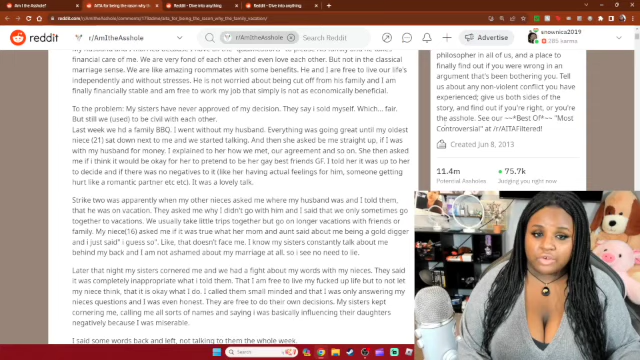 Am I the Asshole?
AITA for being the reason why the
Reddit - Dive into anything
Reddit - Dive into anything
reddit.com/r/AmItheAsshole/comments/
reddit
r/AmITheAsshole
Advertise
snownica2019
285 karma
financial care of me. We are very fond of each other and even love each other. But not in the classical
marriage sense. We are like amazing roommates with some benefits. He and I are free to live our life's
independently and without stresses. He is not worried about being cut off from his family and I am
finally financially stable and am free to work my job that simply is not as economically beneficial.
To the problem: My sisters have never approved of my decision. They say i sold myself. Which... fair.
But still we (used) to be civil with each other.
Last week we hd a family BBQ. I went without my husband. Everything was going great until my oldest
niece (21) sat down next to me and we started talking. And then she asked me straight up, if I was
with my husband for money. I explained to her how we met, our agreement and so on. She then asked
me if i think it would be okay for her to pretend to be her gay best friends GF. I told her it was up to her
to decide and if there was no negatives to it (like her having actual feelings for him, someone getting
hurt like a romantic partner etc etc). It was a lovely talk.
Strike two was apparently when my other nieces asked me where my husband was and I told them,
that he was on vacation. They asked me why I didn't go with him and I said that we only sometimes go
together to vacations. We usually take little trips together but go on longer vacations with friends or
family. My niece(16) asked me if it was true what her mom and aunt said about me being a gold digger
and i just said" i guess so". Like, that doesn't faze me. I know my sisters constantly talk about me
behind my back and I am not ashamed about my marriage at all, so i see no need to lie.
Later that night my sisters cornered me and we had a fight about my words with my nieces. They said
it was completely inappropriate what i told them. That I am free to live my fucked up life but to not let
my niece think, that it is okay what I do. I called them small minded and that I was only answering my
nieces questions and I was even honest. They are free to do their own decisions. My sisters kept
cornering me, calling me all sorts of names and saying i was basically influencing their daughters
negatively because I was miserable.
I said some words back and left, not talking to them the whole week.
philosopher in all of us, and a place to
finally find out if you were wrong in an
argument that's been bothering you. Tell
us about any non-violent conflict you have
experienced; give us both sides of the
story, and find out if you're right, or you're
the asshole. See our ~~*Best Of*~~ "Most
Controversial" at /r/AITAFiltered!
Created Jun 8, 2013
11.4m
75.7k
Potential Assholes
Judging you right now
Search